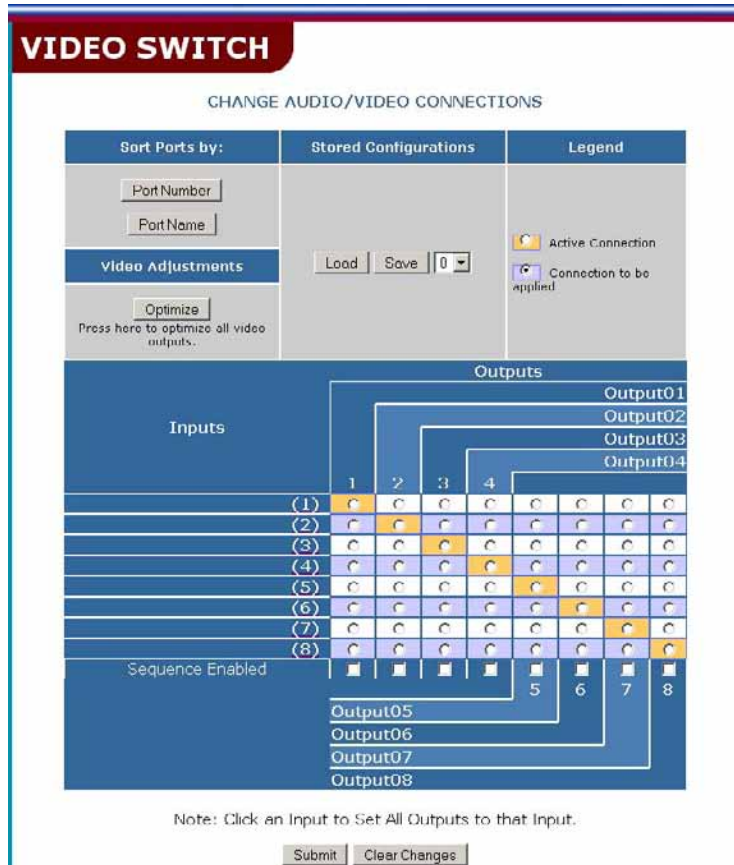 VIDEO SWITCH
CHANGE AUDIO/VIDEO CONNECTIONS
Sort Ports by:
Stored Configurations
Legend
Port Number
Port Name
Video Adjustments
Optimize
Press here to optimize all video
outputs.
Load
Save
0
Active Connection
Connection to be
applied
Outputs
Output01
Output02
Output03
Output04
Inputs
1 2 3 4
(1)
(2)
(3)
(4)
(5)
(6)
(7)
(8)
Sequence Enabled
5 6 7 8
Output05
Output06
Output07
Output08
Note: Click an Input to Set All Outputs to that Input.
Submit
Clear Changes